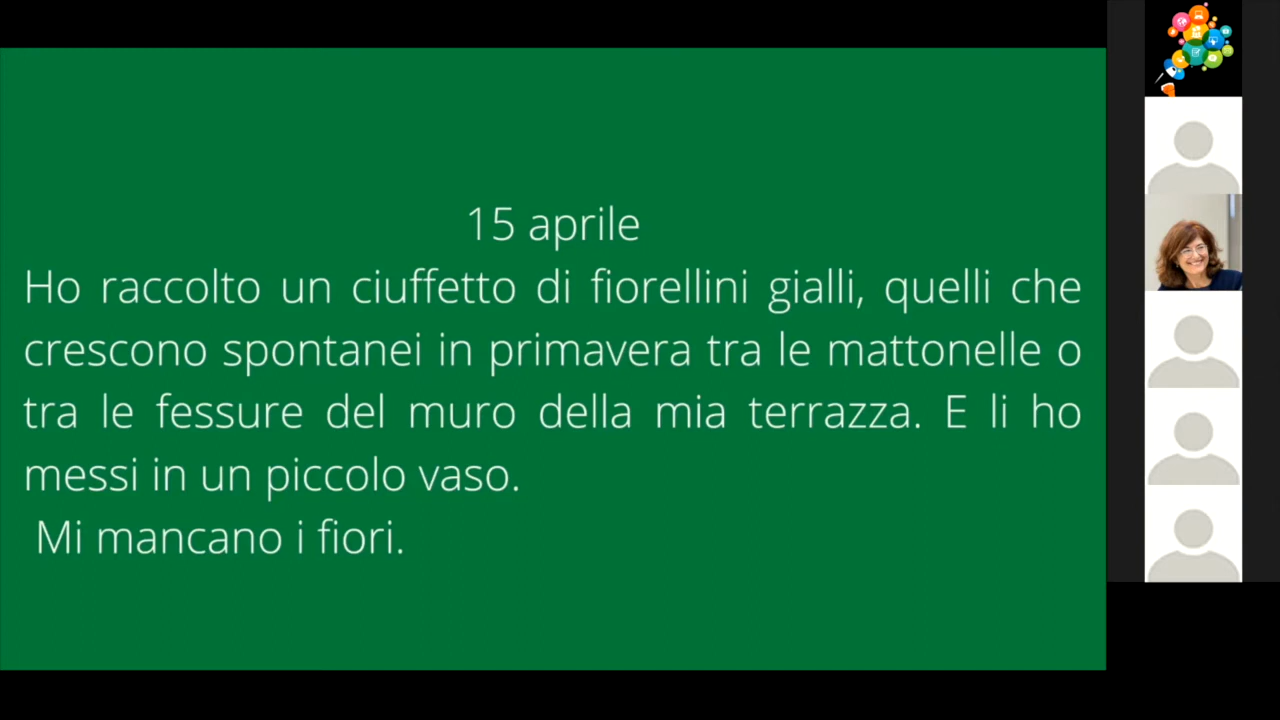 15 aprile
Ho raccolto un ciuffetto di fiorellini gialli, quelli che
crescono spontanei in primavera tra le mattonelle o
tra le fessure del muro della mia terrazza. E li ho
messi in un piccolo vaso.
Mi mancano i fiori.